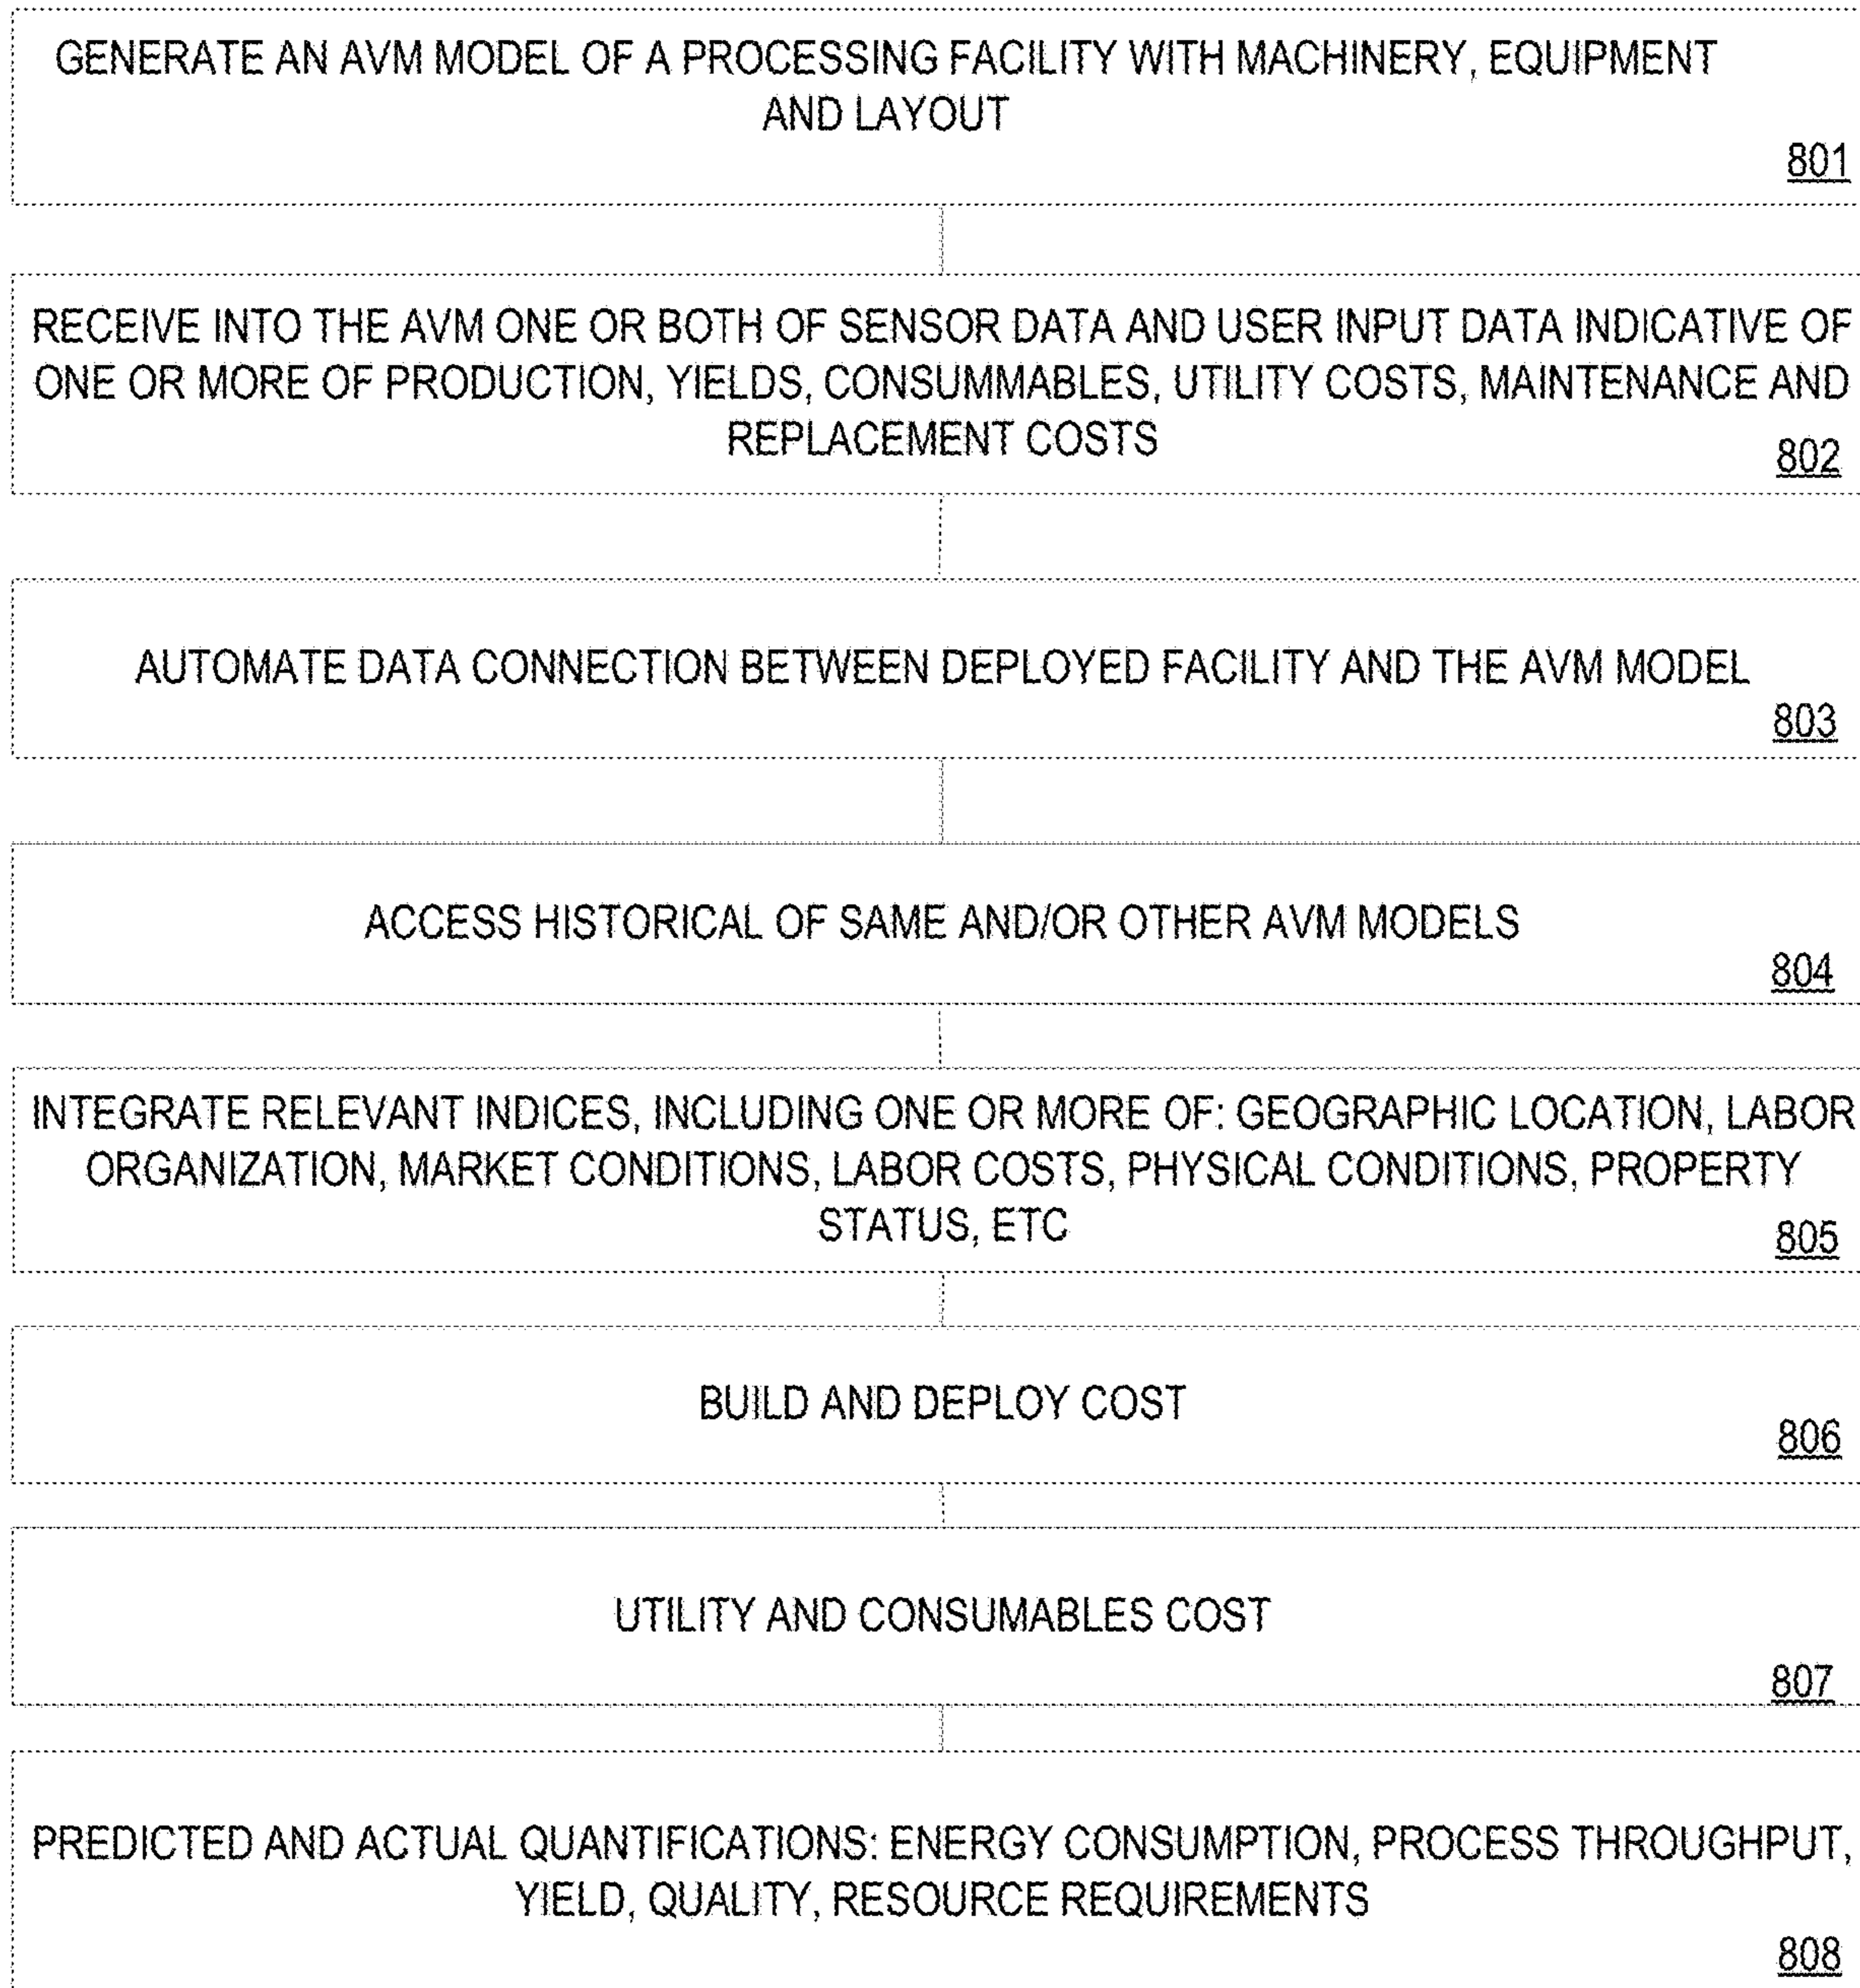 GENERATE AN AVM MODEL OF A PROCESSING FACILITY WITH MACHINERY, EQUIPMENT
AND LAYOUT
801
RECEIVE INTO THE AVM ONE OR BOTH OF SENSOR DATA AND USER INPUT DATA INDICATIVE OF
ONE OR MORE OF PRODUCTION, YIELDS, CONSUMMABLES, UTILITY COSTS, MAINTENANCE AND
REPLACEMENT COSTS
802
AUTOMATE DATA CONNECTION BETWEEN DEPLOYED FACILITY AND THE AVM MODEL
803
ACCESS HISTORICAL OF SAME AND/OR OTHER AVM MODELS
804
INTEGRATE RELEVANT INDICES, INCLUDING ONE OR MORE OF: GEOGRAPHIC LOCATION, LABOR
ORGANIZATION, MARKET CONDITIONS, LABOR COSTS, PHYSICAL CONDITIONS, PROPERTY
STATUS, ETC
805
BUILD AND DEPLOY COST
806
UTILITY AND CONSUMABLES COST
807
PREDICTED AND ACTUAL QUANTIFICATIONS: ENERGY CONSUMPTION, PROCESS THROUGHPUT,
YIELD, QUALITY, RESOURCE REQUIREMENTS
808